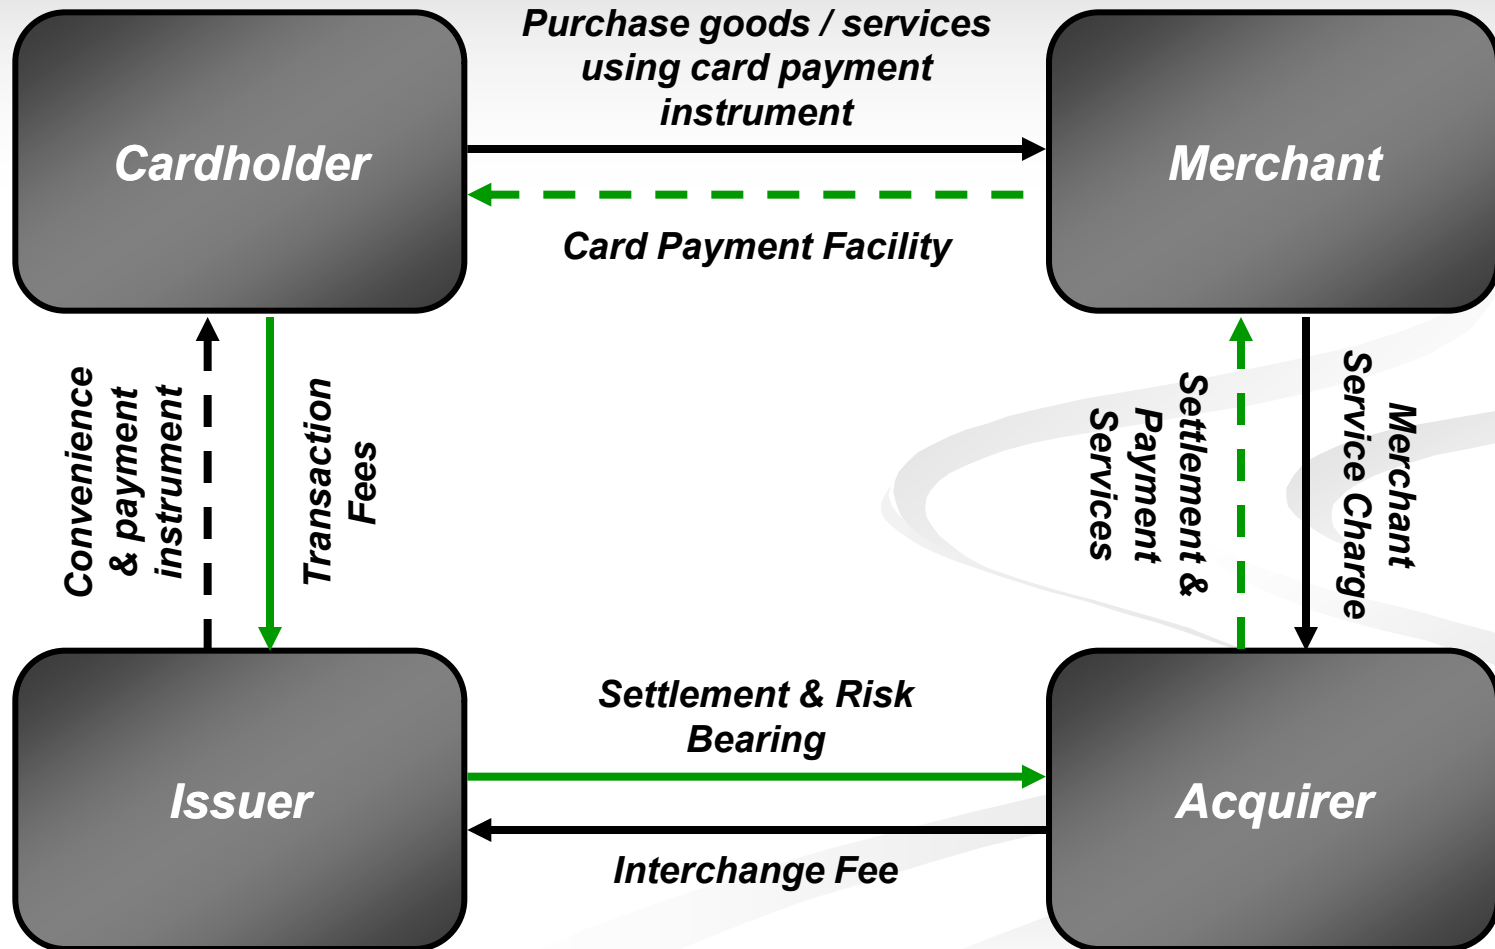 Purchase goods / services
using card payment
instrument
Cardholder
Merchant
Card Payment Facility
Convenience
& payment
instrument
Transaction
Fees
Settlement &
Payment
Services
Merchant
Service Charge
Settlement & Risk
Bearing
Issuer
Acquirer
Interchange Fee